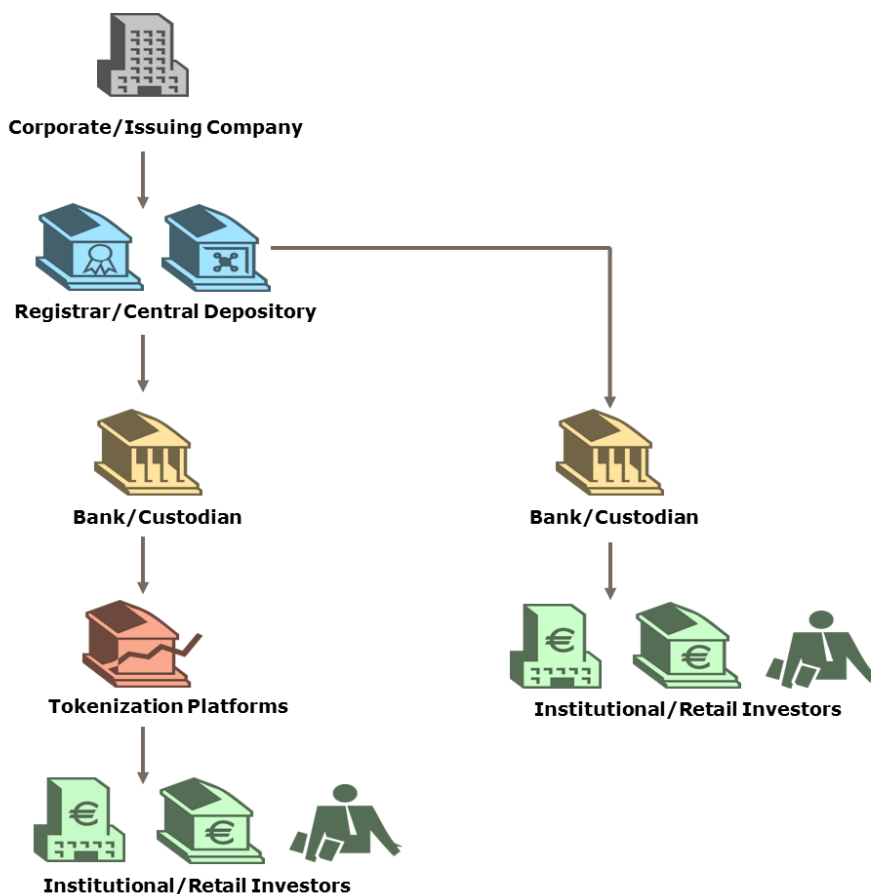 Corporate/Issuing Company
Registrar/Central Depository
Bank/Custodian
Bank/Custodian
€
€
Tokenization Platforms
Institutional/Retail Investors
€
€
Institutional/Retail Investors